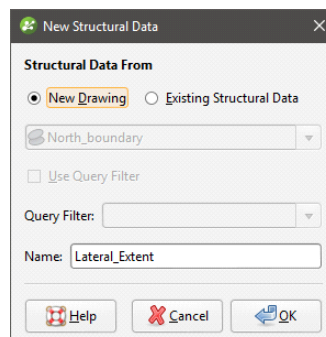 New Structural Data
Structural Data From
New Drawing Existing Structural Data
North_boundary
Use Query Filter
Query Filter:
Name: Lateral_Extent
Help Cancel OK